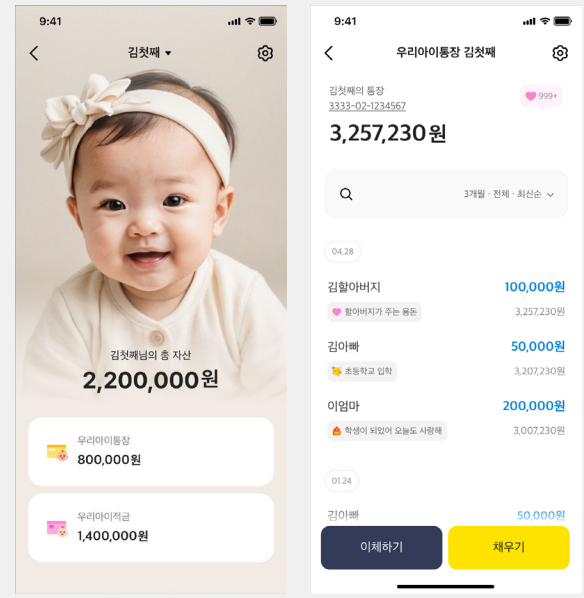 9:41
김첫째 ▼
김첫째님의 총 자산
2,200,000원
우리아이통장
800,000원
우리아이적금
1,400,000원
9:41
우리아이통장 김첫째
김첫째의 통장
3333-02-1234567
999+
3,257,230원
3개월 · 전체 · 최신순
04.28
김할아버지
100,000원
할아버지가 주는 용돈
3,257,230원
김아빠
50,000원
초등학교 입학
3,207,230원
이엄마
200,000원
학생이 되었어 오늘도 사랑해
3,007,230원
01.24
김아빠
50,000원
이체하기
채우기